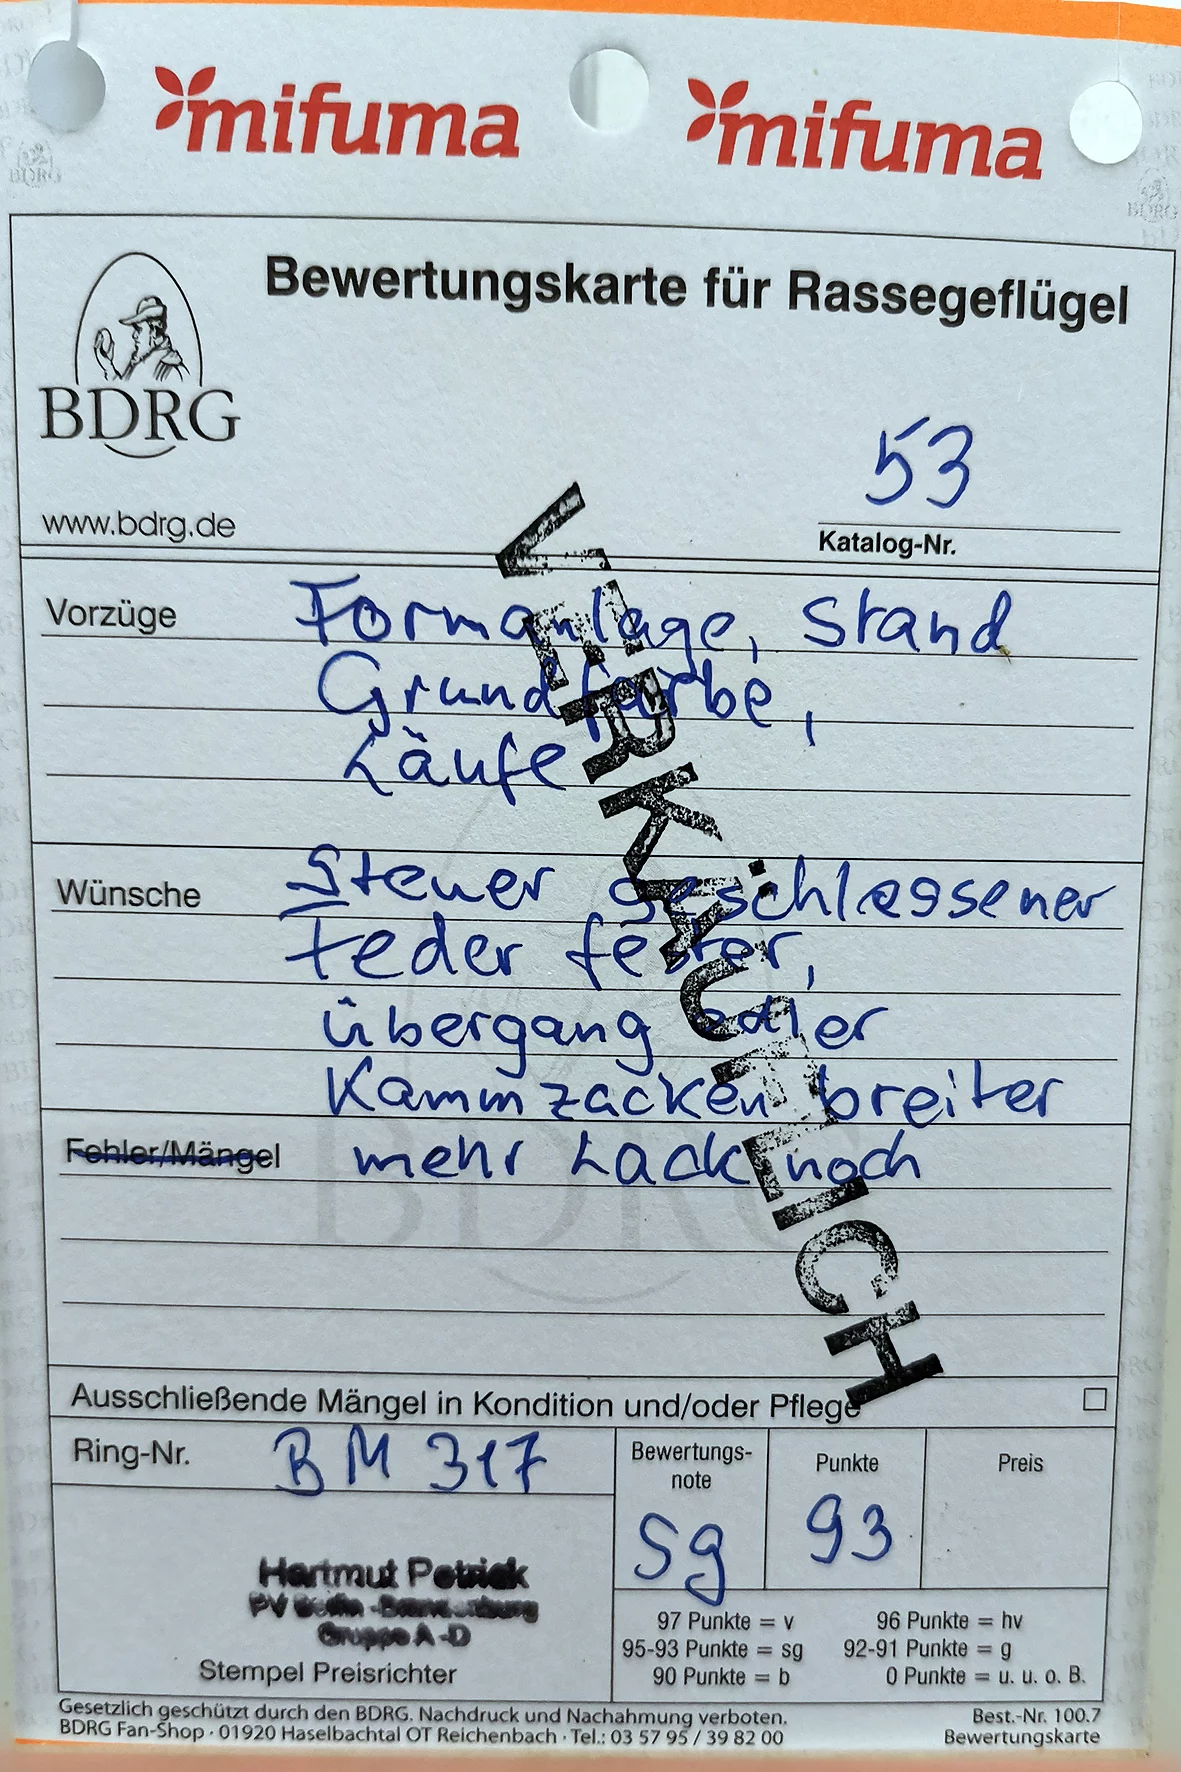 mifuma mifuma
Bewertungskarte für Rassegeflügel
BDRG
www.bdrg.de
53
Katalog-Nr.
VERKÄUFLICH
Vorzüge Formanlage, Stand
Grundfarbe,
Läufe
Wünsche Steuer geschlossener
Feder fester,
übergang edler
Kammzacken breiter
Fehler/Mängel mehr Lack noch
Ausschließende Mängel in Kondition und/oder Pflege
Ring-Nr. BM 317
Bewertungs-
note
Sg
Punkte
93
Preis
Hartmut Petrick
PV Berlin-Brandenburg
Gruppe A-D
Stempel Preisrichter
97 Punkte = v 96 Punkte = hv
95-93 Punkte = sg 92-91 Punkte = g
90 Punkte = b 0 Punkte = u. u. o. B.
Gesetzlich geschützt durch den BDRG. Nachdruck und Nachahmung verboten. Best.-Nr. 100.7
BDRG Fan-Shop · 01920 Haselbachtal OT Reichenbach · Tel.: 03 57 95 / 39 82 00 Bewertungskarte